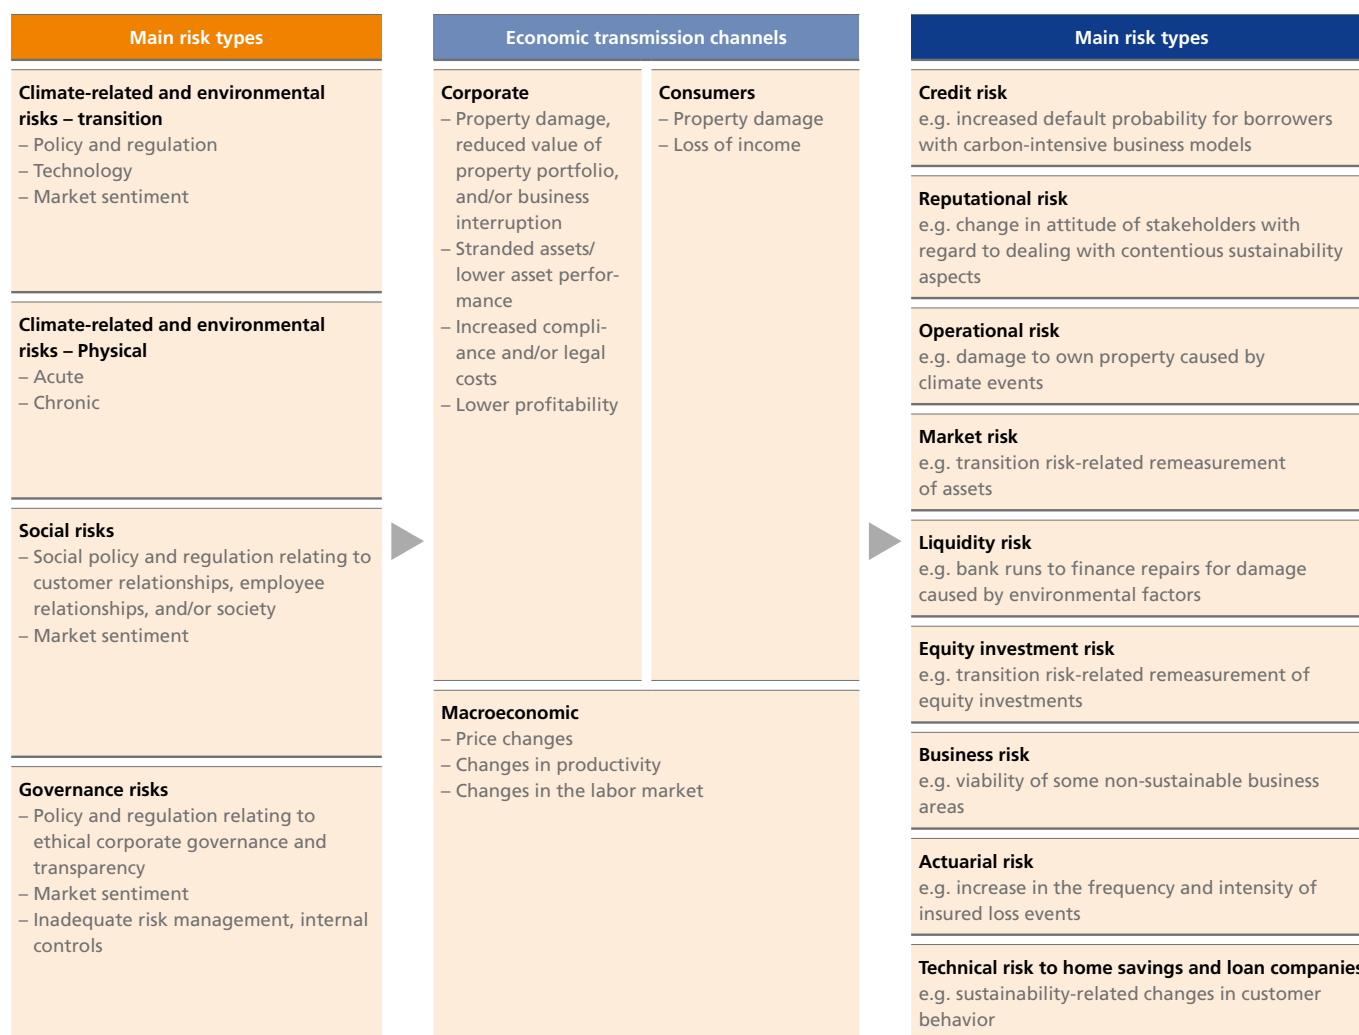 Main risk types
Climate-related and environmental
risks – transition
– Policy and regulation
– Technology
– Market sentiment
Climate-related and environmental
risks – Physical
– Acute
– Chronic
Social risks
– Social policy and regulation relating to
customer relationships, employee
relationships, and/or society
– Market sentiment
Governance risks
– Policy and regulation relating to
ethical corporate governance and
transparency
– Market sentiment
– Inadequate risk management, internal
controls
Economic transmission channels
Corporate
– Property damage,
reduced value of
property portfolio,
and/or business
interruption
– Stranded assets/
lower asset perfor-
mance
– Increased compli-
ance and/or legal
costs
– Lower profitability
Consumers
– Property damage
– Loss of income
Macroeconomic
– Price changes
– Changes in productivity
– Changes in the labor market
Main risk types
Credit risk
e.g. increased default probability for borrowers
with carbon-intensive business models
Reputational risk
e.g. change in attitude of stakeholders with
regard to dealing with contentious sustainability
aspects
Operational risk
e.g. damage to own property caused by
climate events
Market risk
e.g. transition risk-related remeasurement
of assets
Liquidity risk
e.g. bank runs to finance repairs for damage
caused by environmental factors
Equity investment risk
e.g. transition risk-related remeasurement of
equity investments
Business risk
e.g. viability of some non-sustainable business
areas
Actuarial risk
e.g. increase in the frequency and intensity of
insured loss events
Technical risk to home savings and loan companies
e.g. sustainability-related changes in customer
behavior